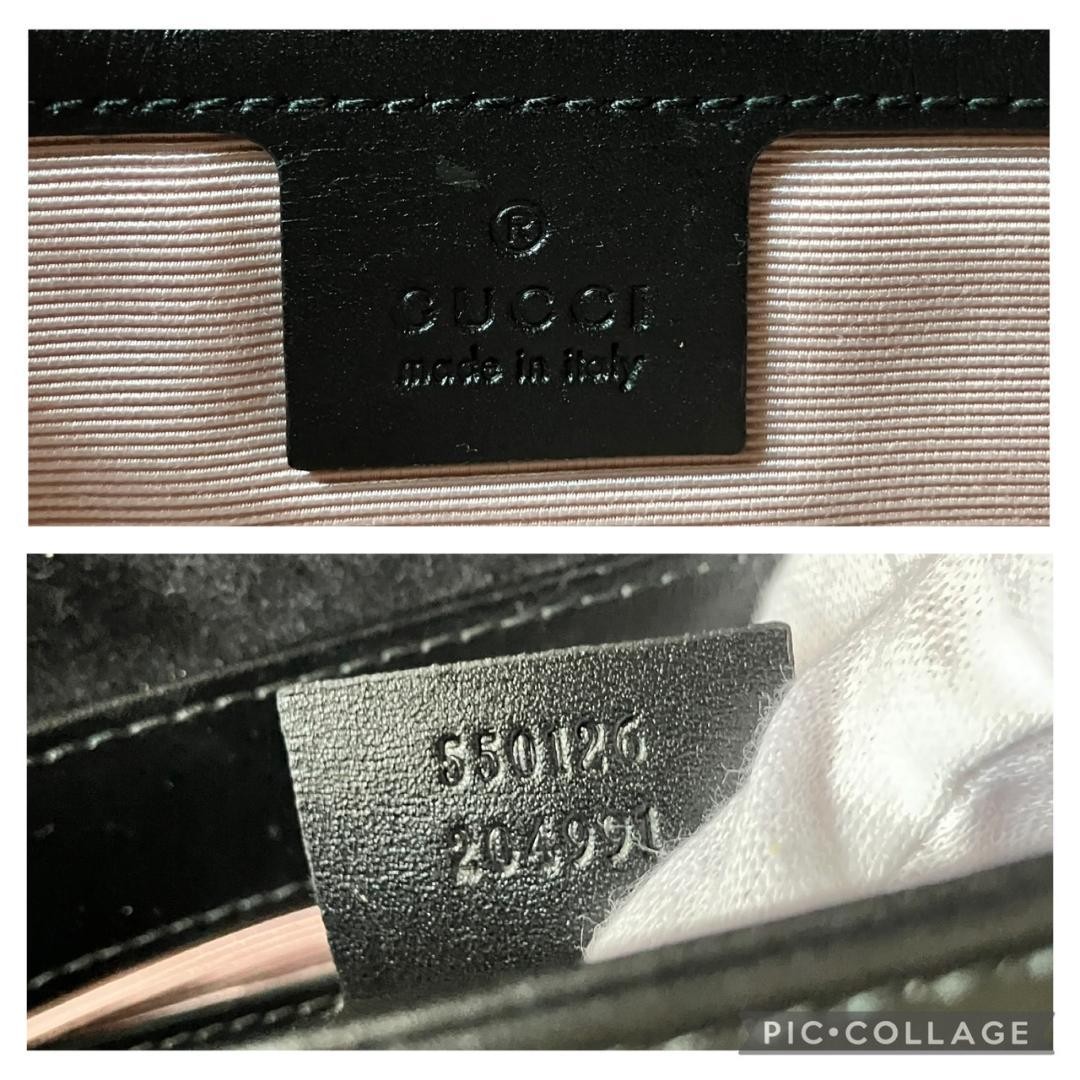 ®
GUCCI
made in italy
550126
204991
PIC•COLLAGE